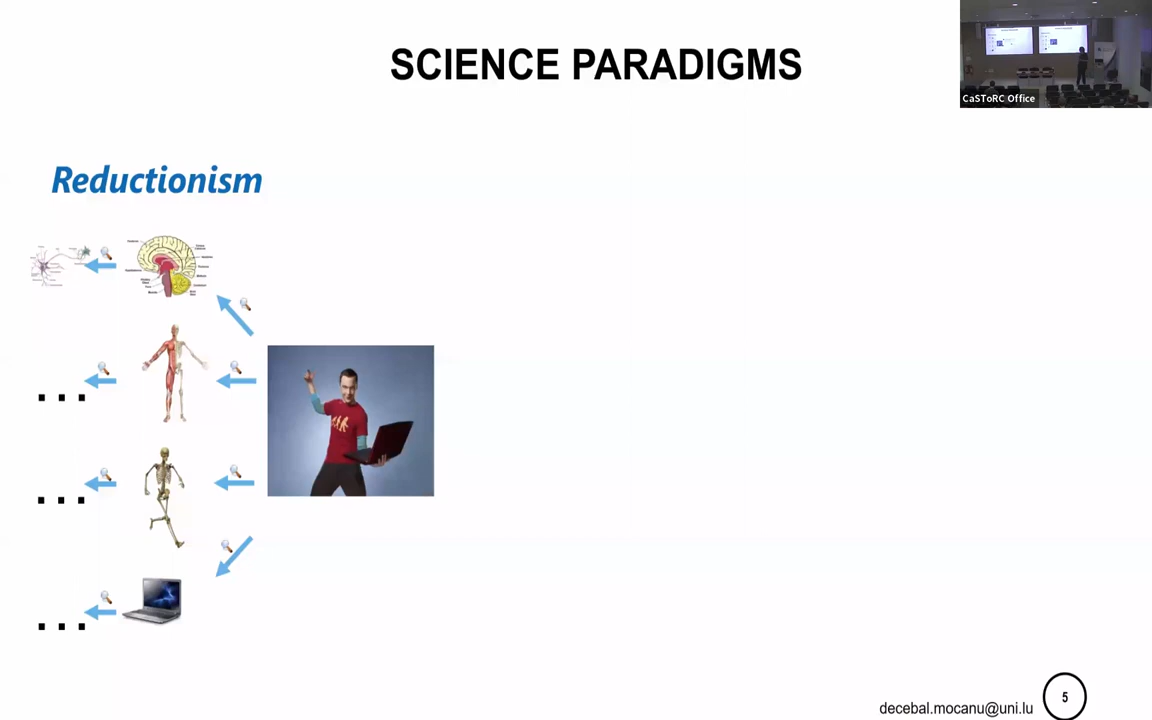 SCIENCE PARADIGMS
CaSToRC Office
Reductionism
...
...
...
decebal.mocanu@uni.lu
5